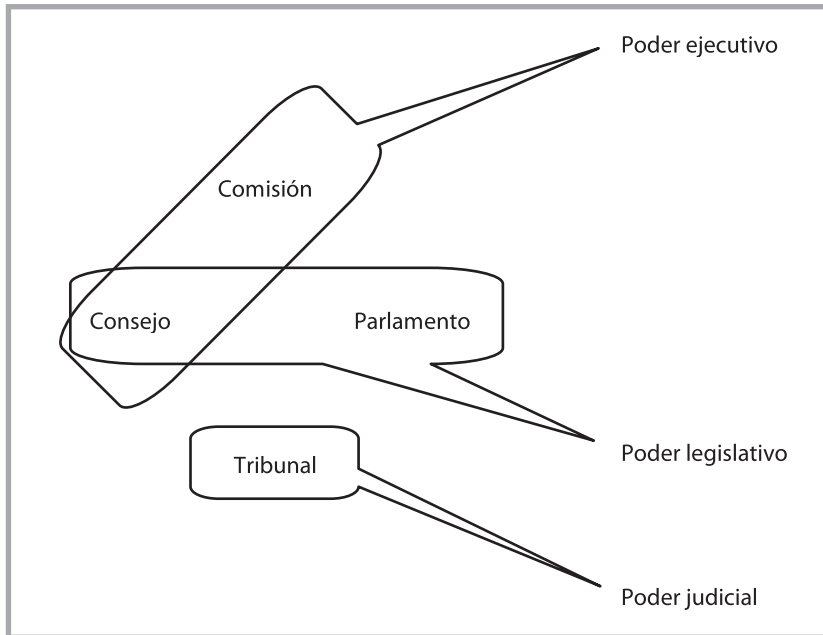 Poder ejecutivo
Comisión
Consejo
Parlamento
Poder legislativo
Tribunal
Poder judicial